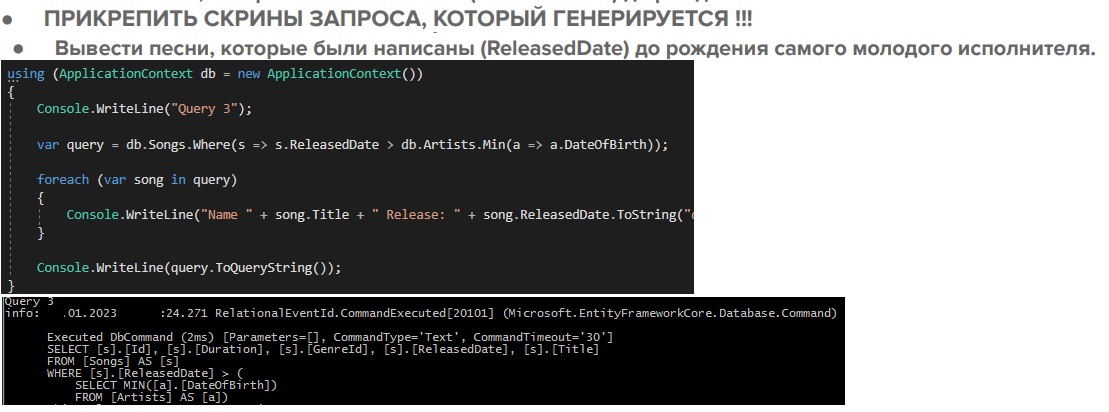 ● ПРИКРЕПИТЬ СКРИНЫ ЗАПРОСА, КОТОРЫЙ ГЕНЕРИРУЕТСЯ !!!
● Вывести песни, которые были написаны (ReleasedDate) до рождения самого молодого исполнителя.
using (ApplicationContext db = new ApplicationContext())
{
Console.WriteLine("Query 3");
var query = db.Songs.Where(s => s.ReleasedDate > db.Artists.Min(a => a.DateOfBirth));
foreach (var song in query)
{
Console.WriteLine("Name " + song.Title + " Release: " + song.ReleasedDate.ToString("
}
Console.WriteLine(query.ToQueryString());
}
Query 3
info: .01.2023 :24.271 RelationalEventId.CommandExecuted[20101] (Microsoft.EntityFrameworkCore.Database.Command)
Executed DbCommand (2ms) [Parameters=[], CommandType='Text', CommandTimeout='30']
SELECT [s].[Id], [s].[Duration], [s].[GenreId], [s].[ReleasedDate], [s].[Title]
FROM [Songs] AS [s]
WHERE [s].[ReleasedDate] > (
SELECT MIN([a].[DateOfBirth])
FROM [Artists] AS [a])